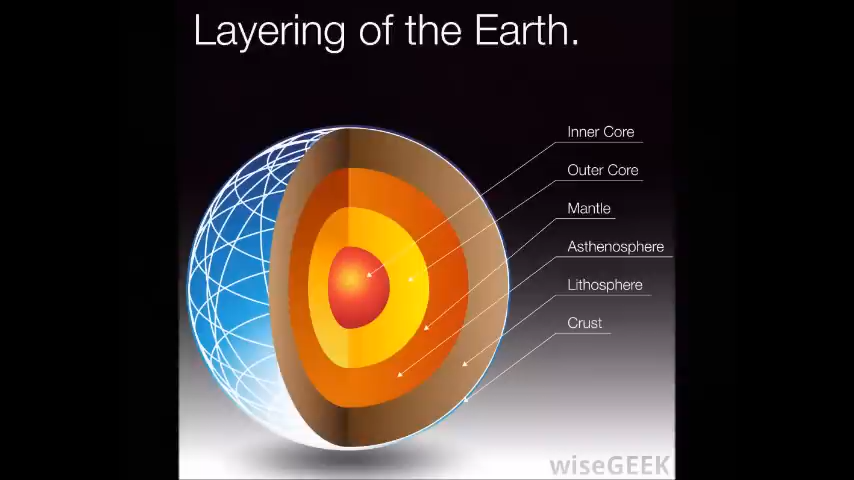 Layering of the Earth.
Inner Core
Outer Core
Mantle
Asthenosphere
Lithosphere
Crust
wiseGEEK